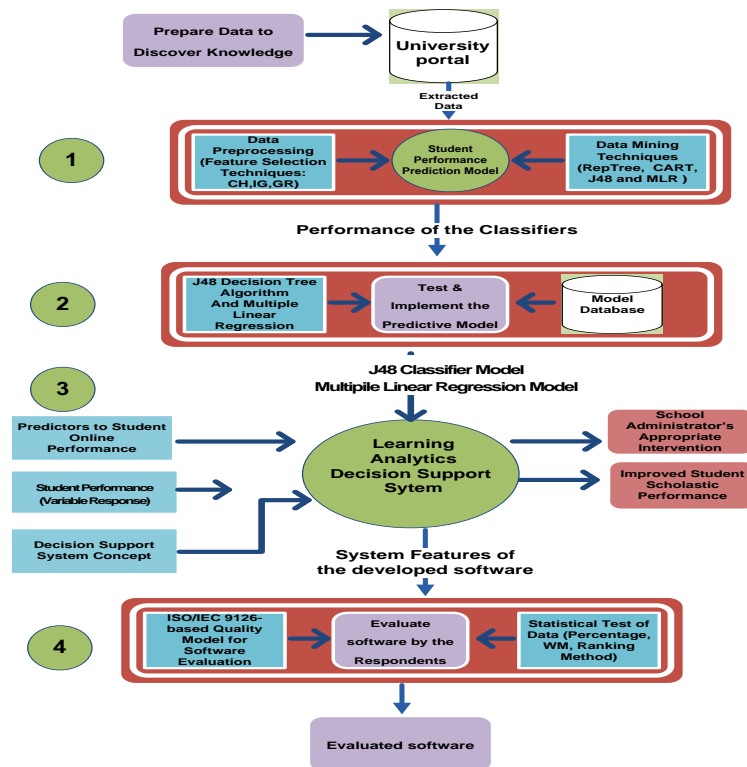 Prepare Data to
Discover Knowledge
University
portal
Extracted
Data
1
Data
Preprocessing
(Feature Selection
Techniques:
CH,IG,GR)
Student
Performance
Prediction Model
Data Mining
Techniques
(RepTree, CART,
J48 and MLR )
Performance of the Classifiers
2
J48 Decision Tree
Algorithm
And Multiple
Linear
Regression
Test &
Implement the
Predictive Model
Model
Database
3
J48 Classifier Model
Multipile Linear Regression Model
Predictors to Student
Online
Performance
Student Performance
(Variable Response)
Decision Support
System Concept
Learning
Analytics
Decision Support
Sytem
School
Administrator's
Appropriate
Intervention
Improved Student
Scholastic
Performance
System Features of
the developed software
4
ISO/IEC 9126-
based Quality
Model for
Software
Evaluation
Evaluate
software by the
Respondents
Statistical Test of
Data (Percentage,
WM, Ranking
Method)
Evaluated software